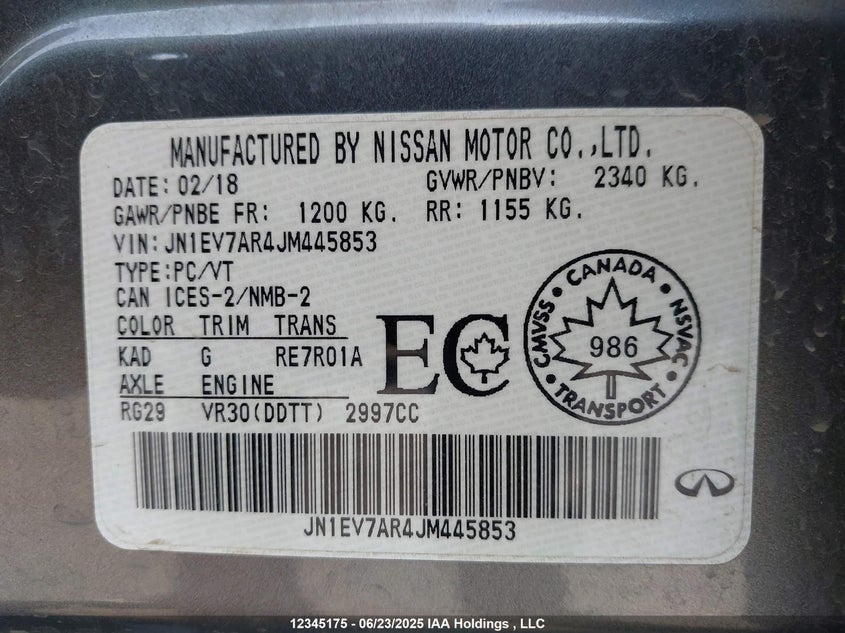 MANUFACTURED BY NISSAN MOTOR CO.,LTD.
DATE: 02/18 GVWR/PNBV: 2340 KG.
GAWR/PNBE FR: 1200 KG. RR: 1155 KG.
VIN: JN1EV7AR4JM445853
TYPE: PC/VT
CAN ICES-2/NMB-2
COLOR TRIM TRANS
KAD G RE7R01A
AXLE ENGINE
RG29 VR30(DDTT) 2997CC
EC
CANADA
CMVSS NSVAC
986
TRANSPORT
JN1EV7AR4JM445853
12345175 - 06/23/2025 IAA Holdings , LLC